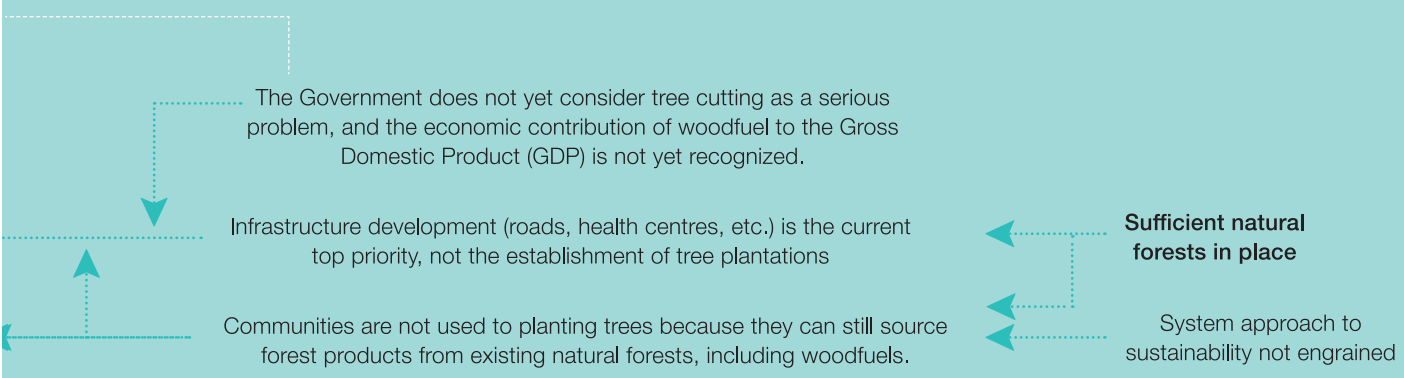 The Government does not yet consider tree cutting as a serious
problem, and the economic contribution of woodfuel to the Gross
Domestic Product (GDP) is not yet recognized.
Infrastructure development (roads, health centres, etc.) is the current
top priority, not the establishment of tree plantations
Sufficient natural
forests in place
Communities are not used to planting trees because they can still source
forest products from existing natural forests, including woodfuels.
System approach to
sustainability not engrained